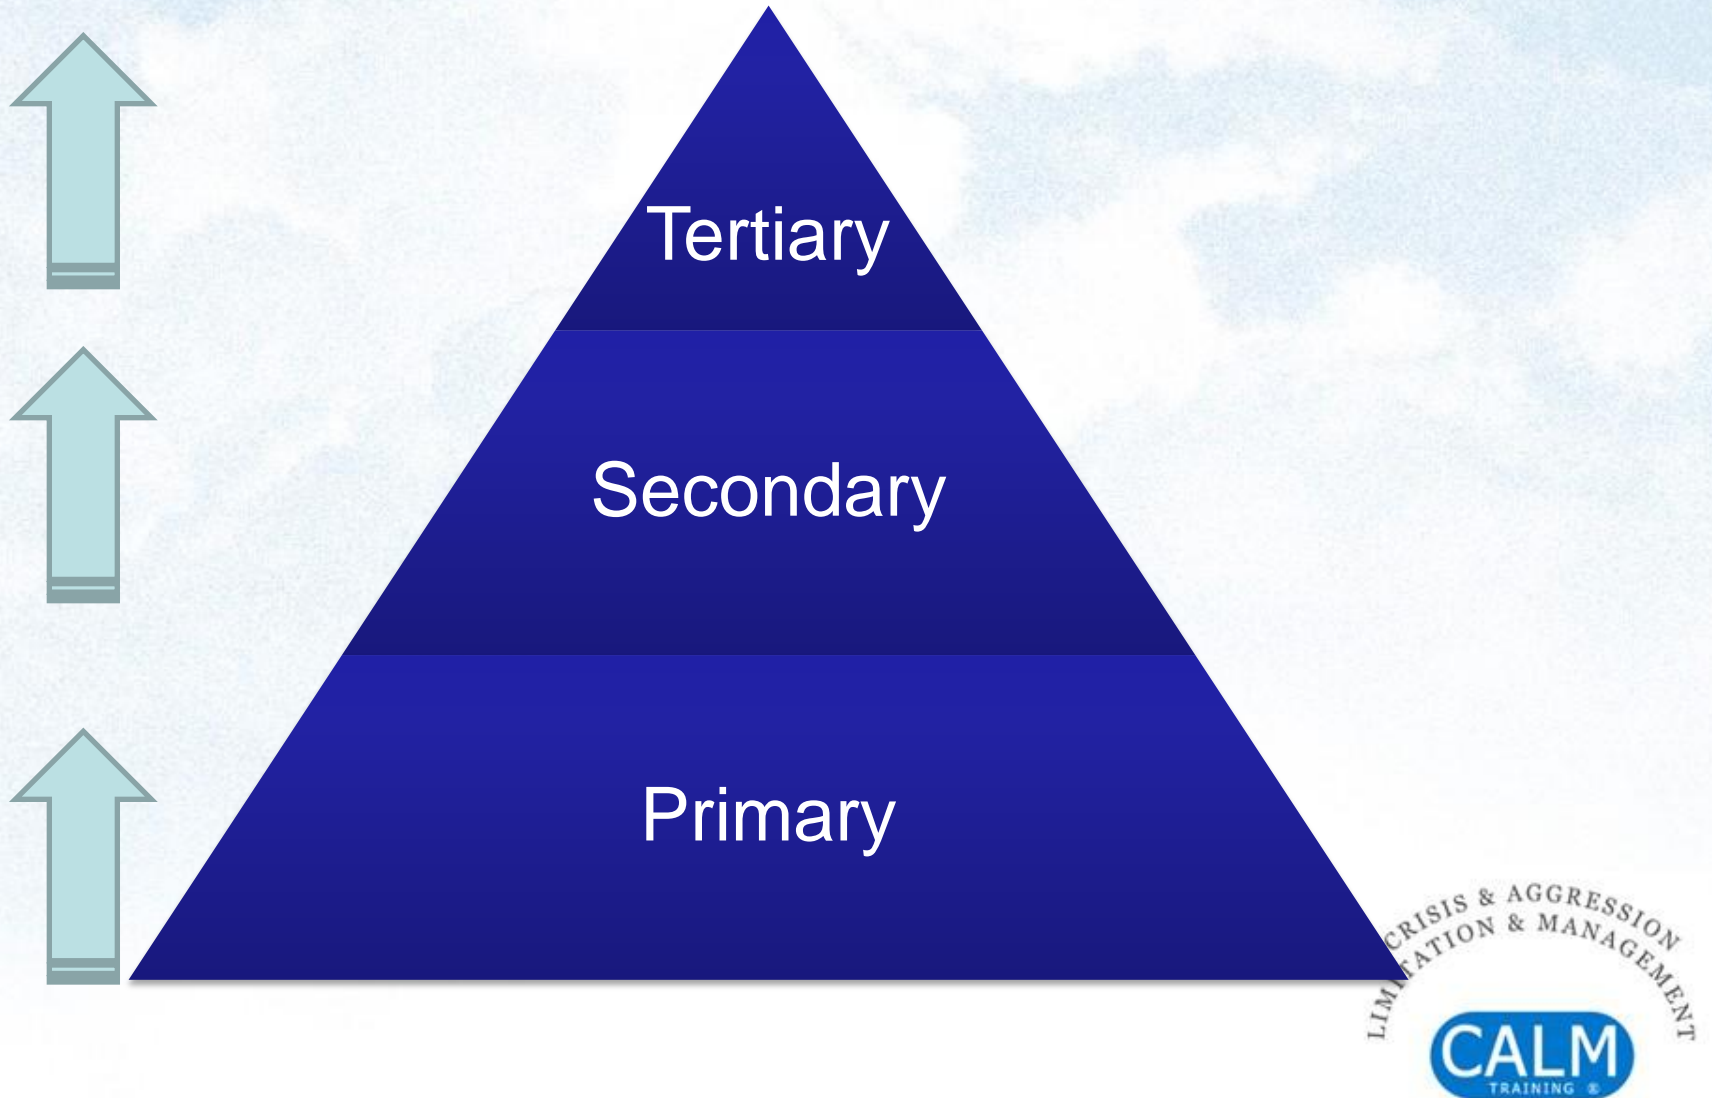 Tertiary
Secondary
Primary
CRISIS & AGGRESSION
LIMITATION & MANAGEMENT
CALM
TRAINING ®